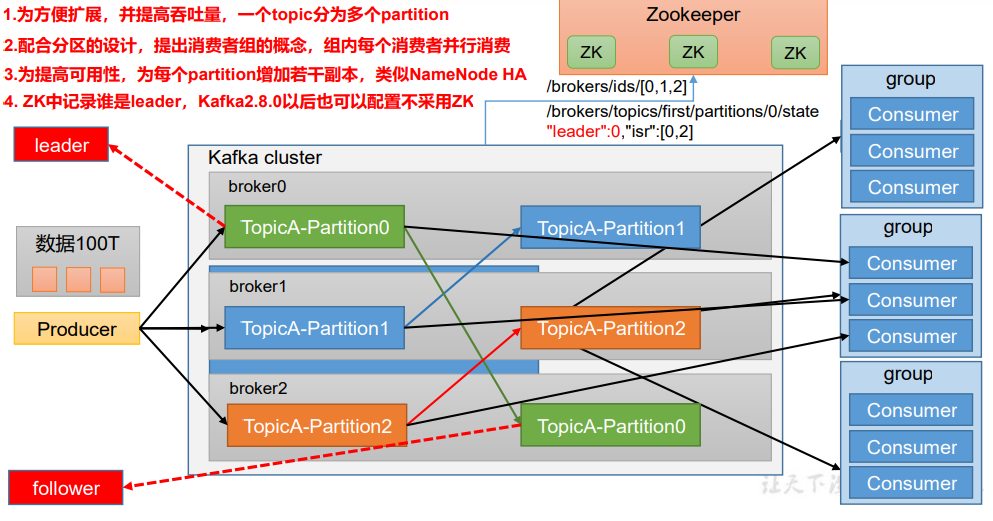 1.为方便扩展，并提高吞吐量，一个topic分为多个partition
2.配合分区的设计，提出消费者组的概念，组内每个消费者并行消费
3.为提高可用性，为每个partition增加若干副本，类似NameNode HA
4. ZK中记录谁是leader，Kafka2.8.0以后也可以配置不采用ZK
Zookeeper
ZK
ZK
ZK
/brokers/ids/[0,1,2]
/brokers/topics/first/partitions/0/state
"leader":0,"isr":[0,2]
leader
数据100T
Producer
follower
Kafka cluster
broker0
TopicA-Partition0
TopicA-Partition1
broker1
TopicA-Partition1
TopicA-Partition2
broker2
TopicA-Partition2
TopicA-Partition0
group
Consumer
Consumer
Consumer
group
Consumer
Consumer
Consumer
group
Consumer
Consumer
Consumer
让天下